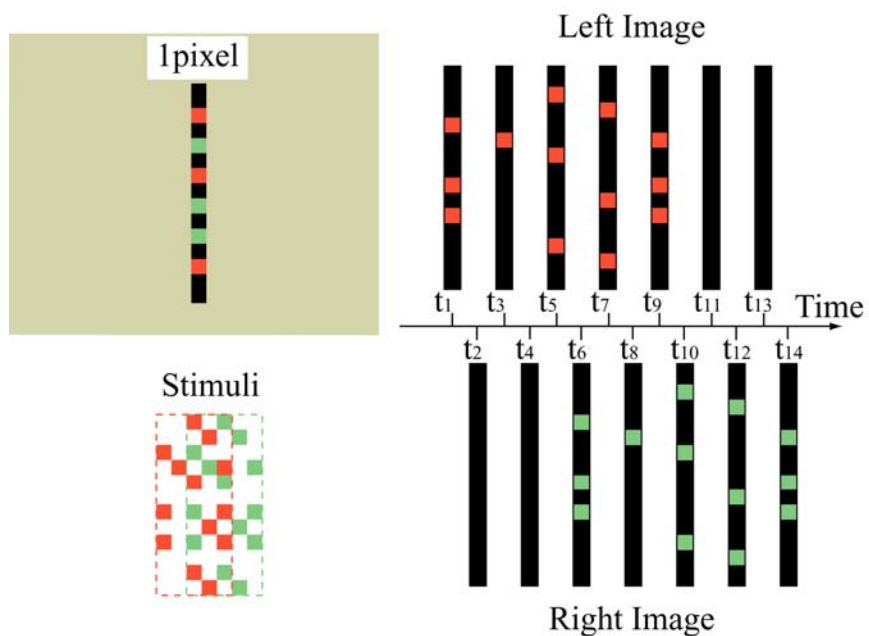 1pixel
Left Image
t1 t3 t5 t7 t9 t11 t13 Time
t2 t4 t6 t8 t10 t12 t14
Stimuli
Right Image